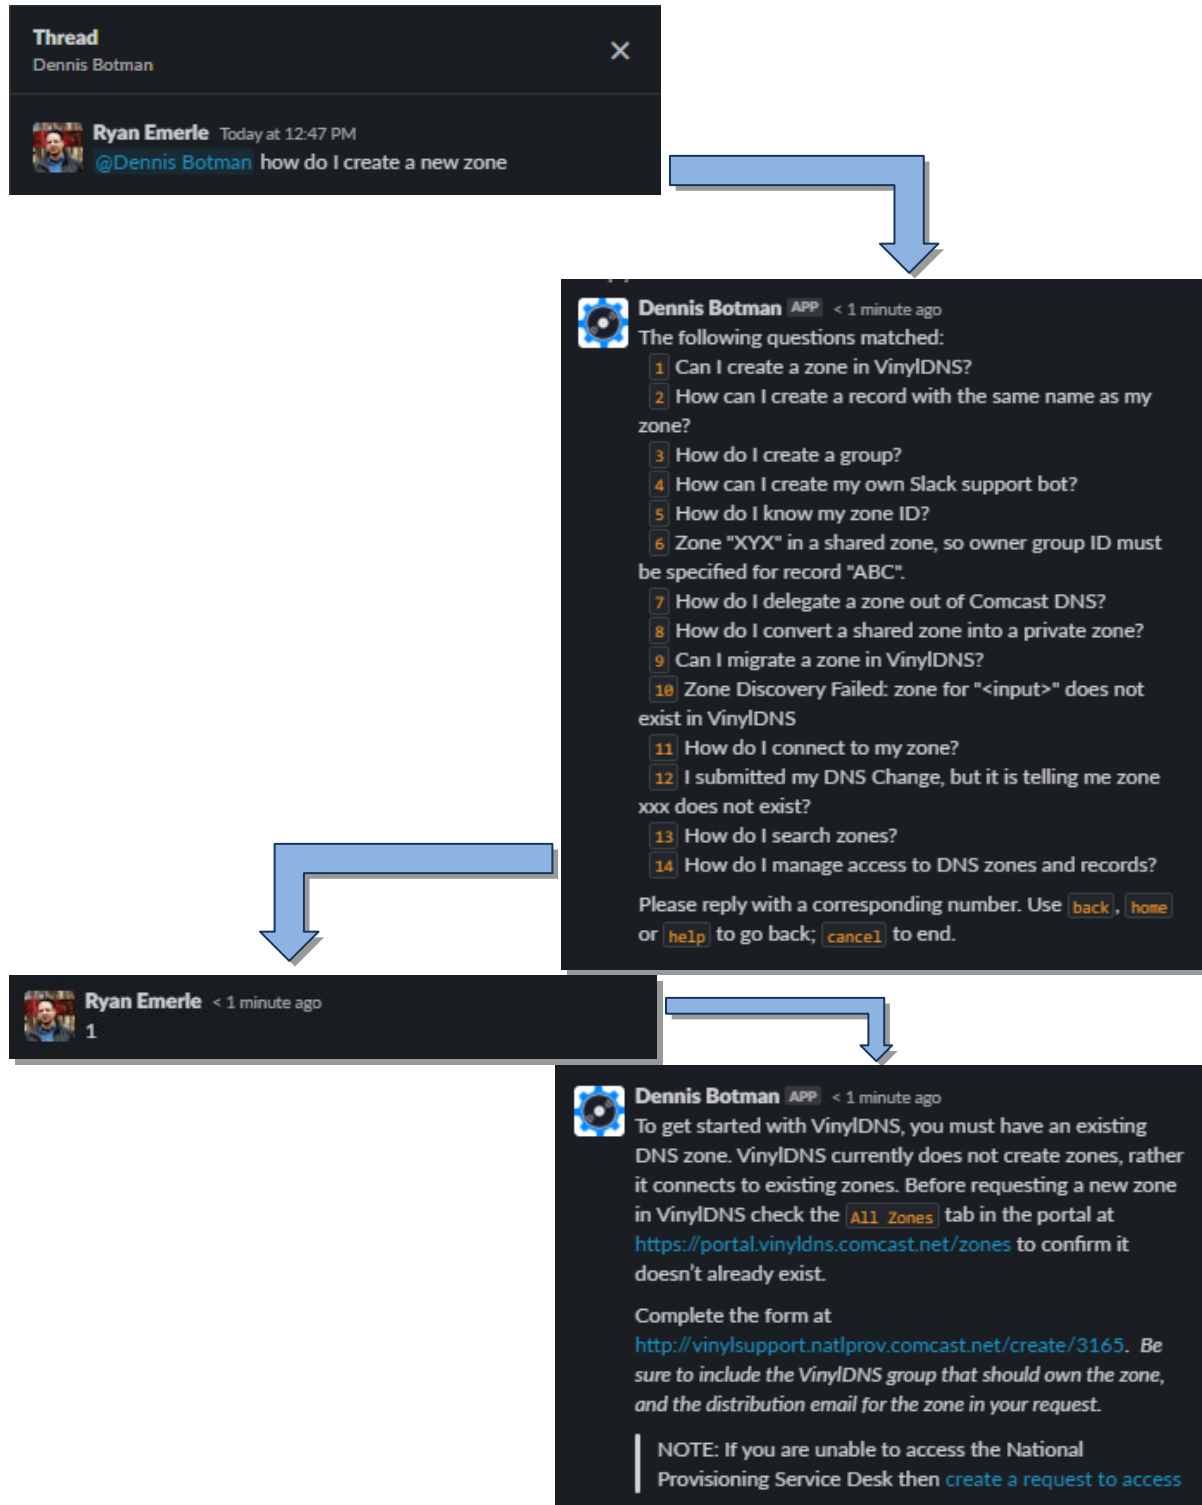 Thread
Dennis Botman
Ryan Emerle Today at 12:47 PM
@Dennis Botman how do I create a new zone
Dennis Botman APP < 1 minute ago
The following questions matched:
1 Can I create a zone in VinylDNS?
2 How can I create a record with the same name as my
zone?
3 How do I create a group?
4 How can I create my own Slack support bot?
5 How do I know my zone ID?
6 Zone "XYX" in a shared zone, so owner group ID must
be specified for record "ABC".
7 How do I delegate a zone out of Comcast DNS?
8 How do I convert a shared zone into a private zone?
9 Can I migrate a zone in VinylDNS?
10 Zone Discovery Failed: zone for "<input>" does not
exist in VinylDNS
11 How do I connect to my zone?
12 I submitted my DNS Change, but it is telling me zone
xxx does not exist?
13 How do I search zones?
14 How do I manage access to DNS zones and records?
Please reply with a corresponding number. Use back, home
or help to go back; cancel to end.
Ryan Emerle < 1 minute ago
1
Dennis Botman APP < 1 minute ago
To get started with VinylDNS, you must have an existing
DNS zone. VinylDNS currently does not create zones, rather
it connects to existing zones. Before requesting a new zone
in VinylDNS check the All Zones tab in the portal at
https://portal.vinyldns.comcast.net/zones to confirm it
doesn't already exist.
Complete the form at
http://vinylsupport.natlprov.comcast.net/create/3165. Be
sure to include the VinylDNS group that should own the zone,
and the distribution email for the zone in your request.
NOTE: If you are unable to access the National
Provisioning Service Desk then create a request to access